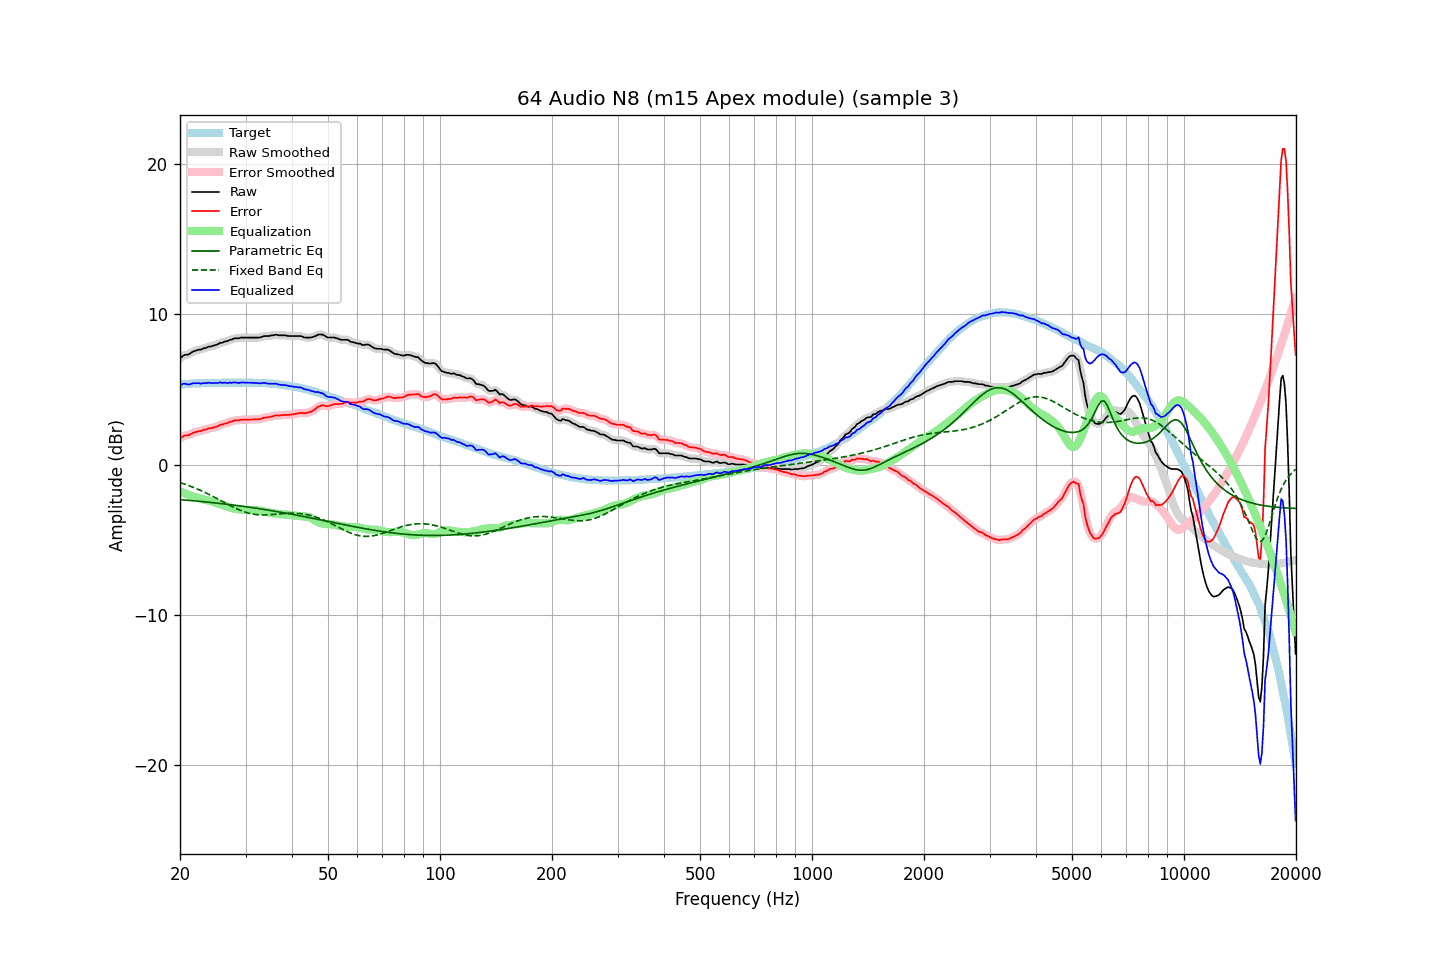 64 Audio N8 (m15 Apex module) (sample 3)
Target
Raw Smoothed
Error Smoothed
Raw
Error
Equalization
Parametric Eq
Fixed Band Eq
Equalized
20
10
0
−10
−20
Amplitude (dBr)
20 50 100 200 500 1000 2000 5000 10000 20000
Frequency (Hz)